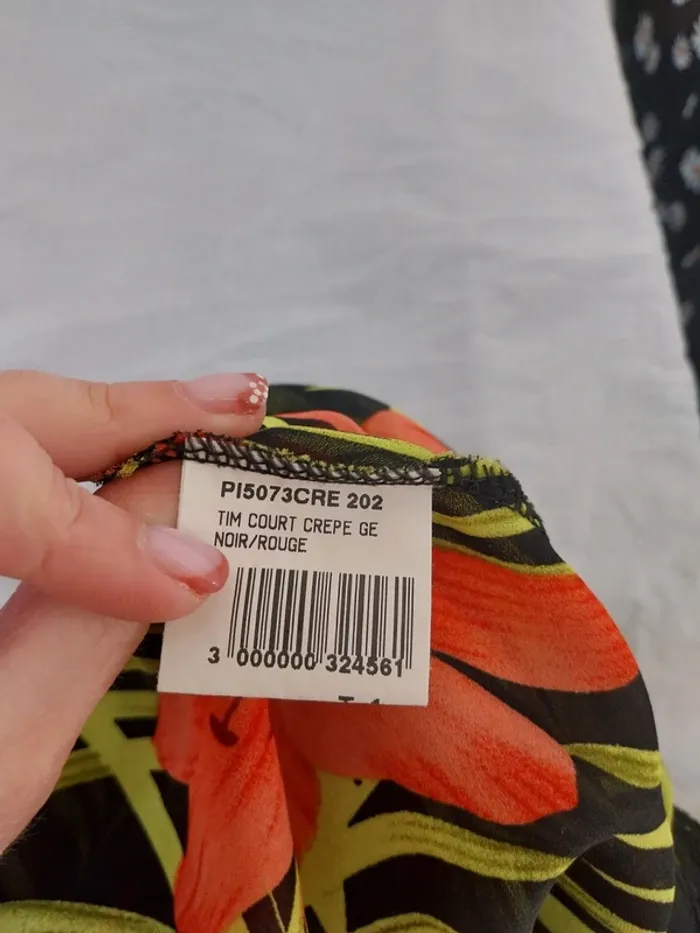 PI5073CRE 202
TIM COURT CREPE GE
NOIR/ROUGE
3 000000 324561